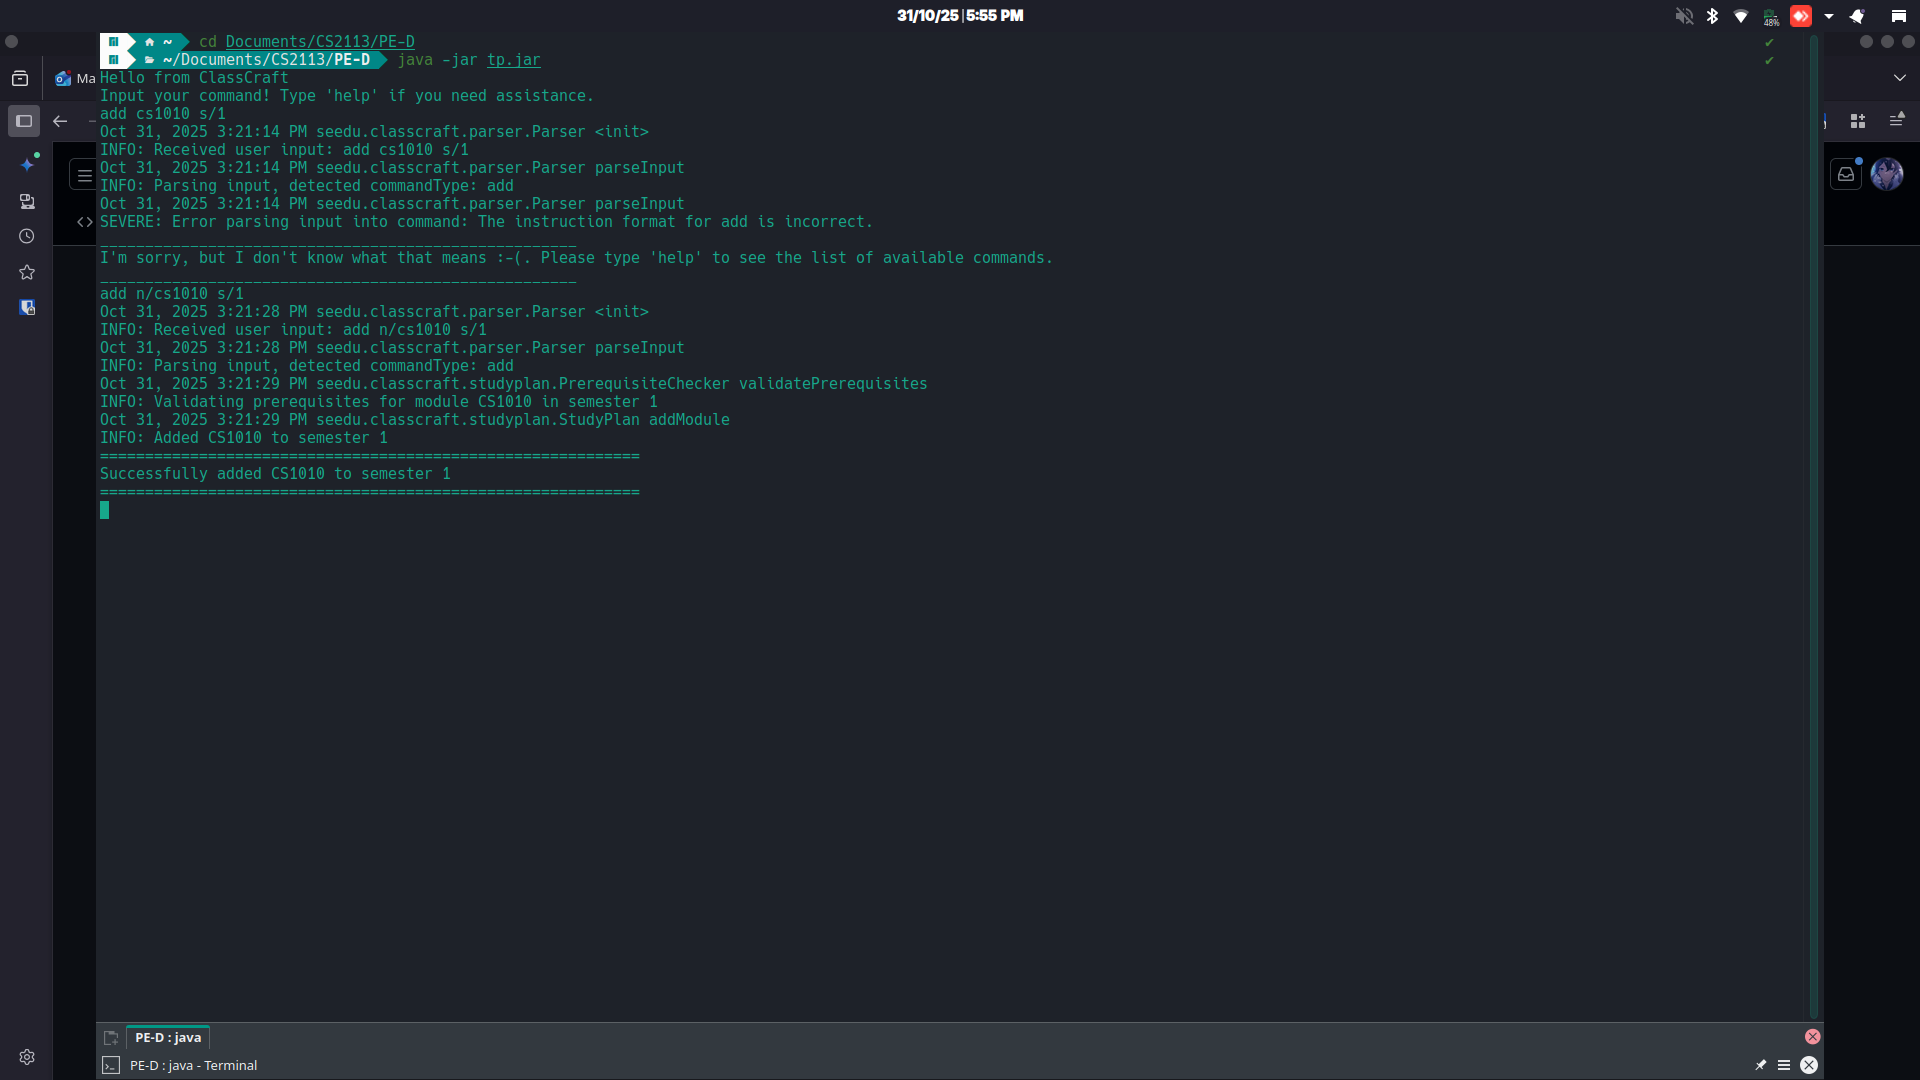 31/10/25|5:55 PM
48%
Ma
~ cd Documents/CS2113/PE-D
~/Documents/CS2113/PE-D java -jar tp.jar
Hello from ClassCraft
Input your command! Type 'help' if you need assistance.
add cs1010 s/1
Oct 31, 2025 3:21:14 PM seedu.classcraft.parser.Parser <init>
INFO: Received user input: add cs1010 s/1
Oct 31, 2025 3:21:14 PM seedu.classcraft.parser.Parser parseInput
INFO: Parsing input, detected commandType: add
Oct 31, 2025 3:21:14 PM seedu.classcraft.parser.Parser parseInput
SEVERE: Error parsing input into command: The instruction format for add is incorrect.
_____________________________________________________
I'm sorry, but I don't know what that means :-(. Please type 'help' to see the list of available commands.
_____________________________________________________
add n/cs1010 s/1
Oct 31, 2025 3:21:28 PM seedu.classcraft.parser.Parser <init>
INFO: Received user input: add n/cs1010 s/1
Oct 31, 2025 3:21:28 PM seedu.classcraft.parser.Parser parseInput
INFO: Parsing input, detected commandType: add
Oct 31, 2025 3:21:29 PM seedu.classcraft.studyplan.PrerequisiteChecker validatePrerequisites
INFO: Validating prerequisites for module CS1010 in semester 1
Oct 31, 2025 3:21:29 PM seedu.classcraft.studyplan.StudyPlan addModule
INFO: Added CS1010 to semester 1
============================================================
Successfully added CS1010 to semester 1
============================================================
PE-D : java
PE-D : java - Terminal